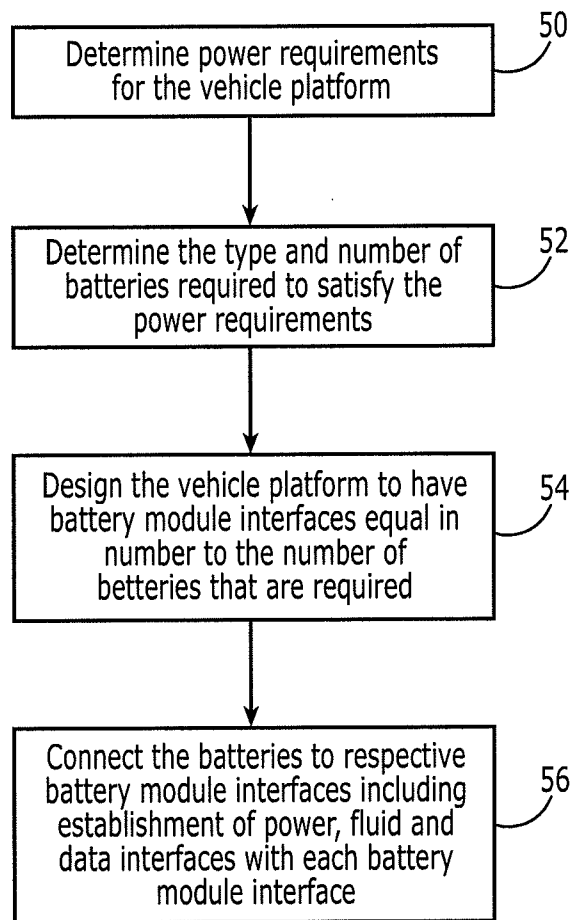 50
Determine power requirements
for the vehicle platform
52
Determine the type and number of
batteries required to satisfy the
power requirements
54
Design the vehicle platform to have
battery module interfaces equal in
number to the number of
betteries that are required
56
Connect the batteries to respective
battery module interfaces including
establishment of power, fluid and
data interfaces with each battery
module interface